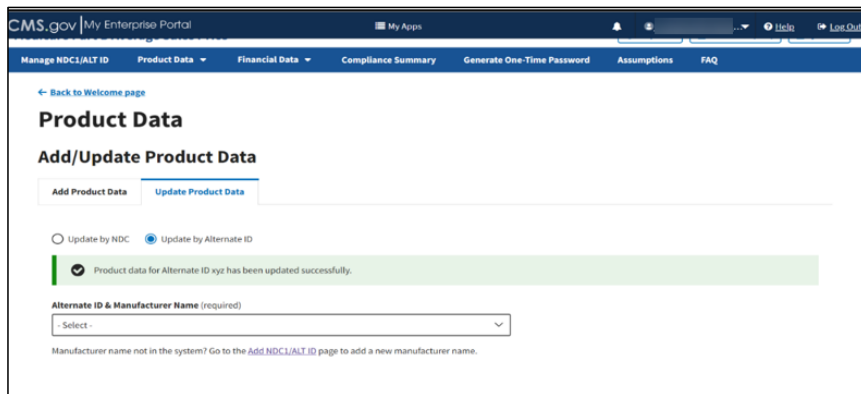 CMS.gov My Enterprise Portal
My Apps
...
Help
Log Out
Manage NDC1/ALT ID
Product Data
Financial Data
Compliance Summary
Generate One-Time Password
Assumptions
FAQ
← Back to Welcome page
Product Data
Add/Update Product Data
Add Product Data
Update Product Data
Update by NDC
Update by Alternate ID
Product data for Alternate ID xyz has been updated successfully.
Alternate ID & Manufacturer Name (required)
- Select -
Manufacturer name not in the system? Go to the Add NDC1/ALT ID page to add a new manufacturer name.